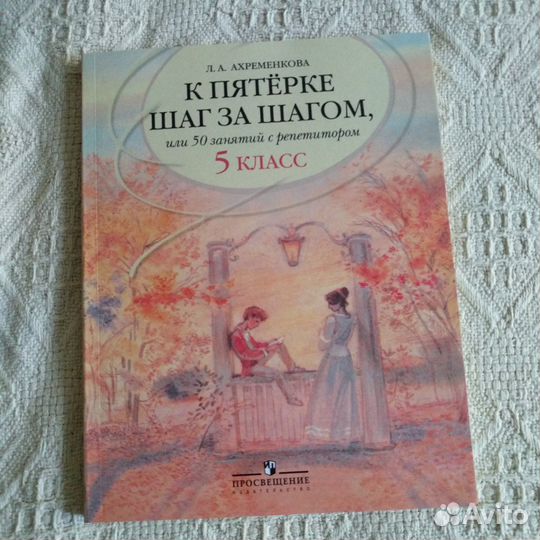 Л. А. АХРЕМЕНКОВА
К ПЯТЁРКЕ
ШАГ ЗА ШАГОМ,
или 50 занятий с репетитором
5 КЛАСС
ПРОСВЕЩЕНИЕ
ИЗДАТЕЛЬСТВО
Avito